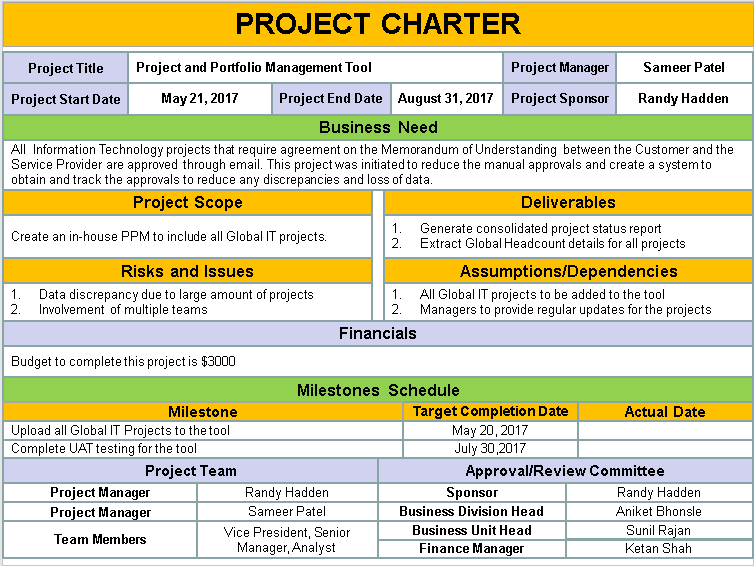 PROJECT CHARTER
Project Title Project and Portfolio Management Tool Project Manager Sameer Patel
Project Start Date May 21, 2017 Project End Date August 31, 2017 Project Sponsor Randy Hadden
Business Need
All Information Technology projects that require agreement on the Memorandum of Understanding between the Customer and the
Service Provider are approved through email. This project was initiated to reduce the manual approvals and create a system to
obtain and track the approvals to reduce any discrepancies and loss of data.
Project Scope
Create an in-house PPM to include all Global IT projects.
Deliverables
1. Generate consolidated project status report
2. Extract Global Headcount details for all projects
Risks and Issues
1. Data discrepancy due to large amount of projects
2. Involvement of multiple teams
Assumptions/Dependencies
1. All Global IT projects to be added to the tool
2. Managers to provide regular updates for the projects
Financials
Budget to complete this project is $3000
Milestones Schedule
Milestone Target Completion Date Actual Date
Upload all Global IT Projects to the tool May 20, 2017
Complete UAT testing for the tool July 30,2017
Project Team
Project Manager Randy Hadden
Project Manager Sameer Patel
Team Members Vice President, Senior
Manager, Analyst
Approval/Review Committee
Sponsor Randy Hadden
Business Division Head Aniket Bhonsle
Business Unit Head Sunil Rajan
Finance Manager Ketan Shah